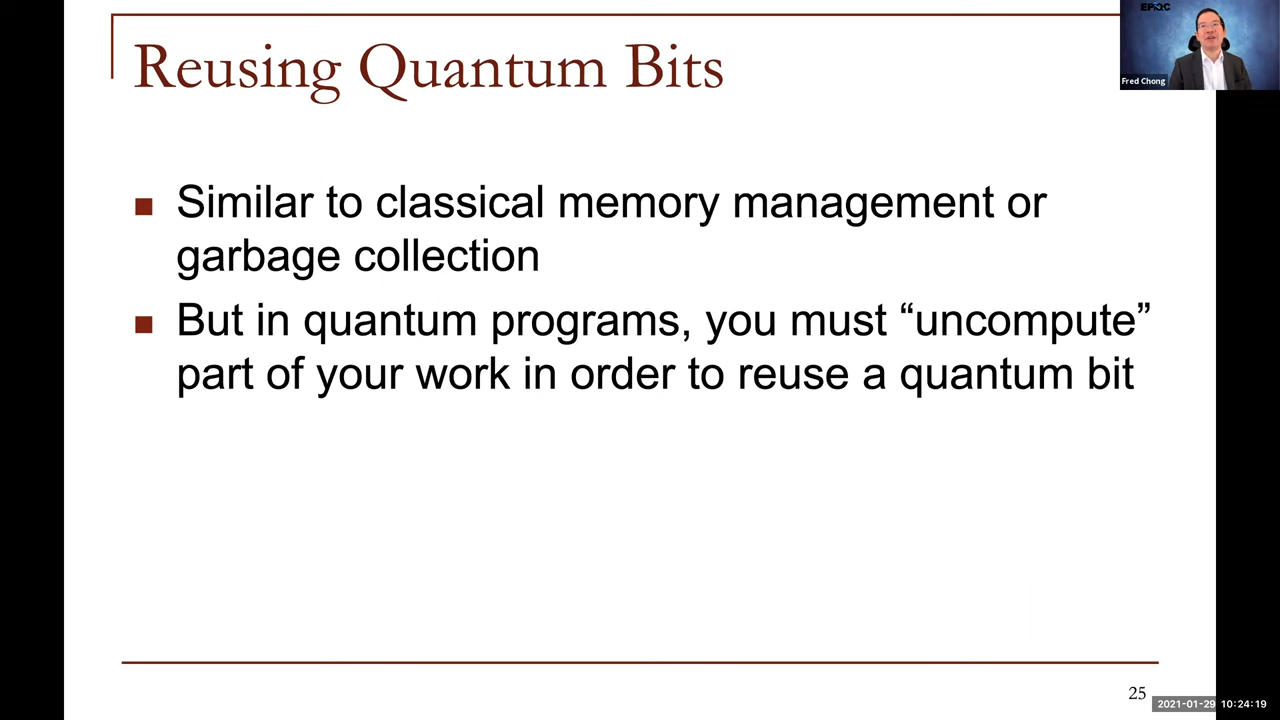 EPiQC
Fred Chong
Reusing Quantum Bits
Similar to classical memory management or
garbage collection
But in quantum programs, you must “uncompute”
part of your work in order to reuse a quantum bit
25
2021-01-29 10:24:19